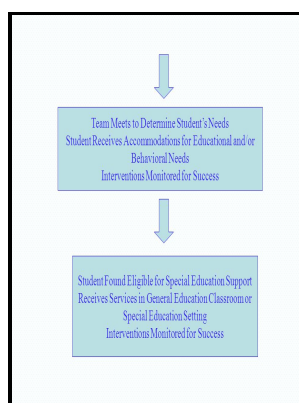 Team Meets to Determine Student's Needs
Student Receives Accommodations for Educational and/or
Behavioral Needs
Interventions Monitored for Success
Student Found Eligible for Special Education Support
Receives Services in General Education Classroom or
Special Education Setting
Interventions Monitored for Success